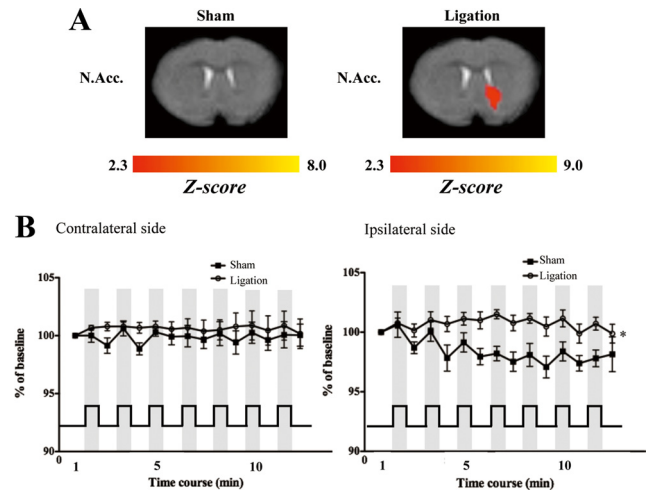 A
Sham
Ligation
N.Acc.
N.Acc.
2.3
8.0
2.3
9.0
Z-score
Z-score
B
Contralateral side
Ipsilateral side
Sham
Ligation
Sham
Ligation
105
100
95
90
0
% of baseline
1
5
10
Time course (min)
105
100
95
90
0
% of baseline
*
1
5
10
Time course (min)